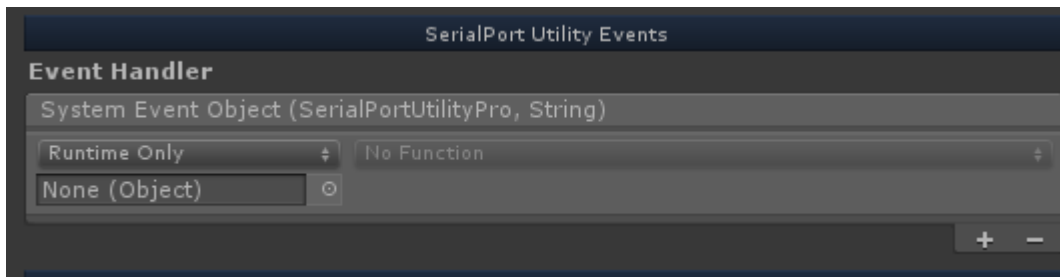 SerialPort Utility Events
Event Handler
System Event Object (SerialPortUtilityPro, String)
Runtime Only No Function
None (Object)
+ −